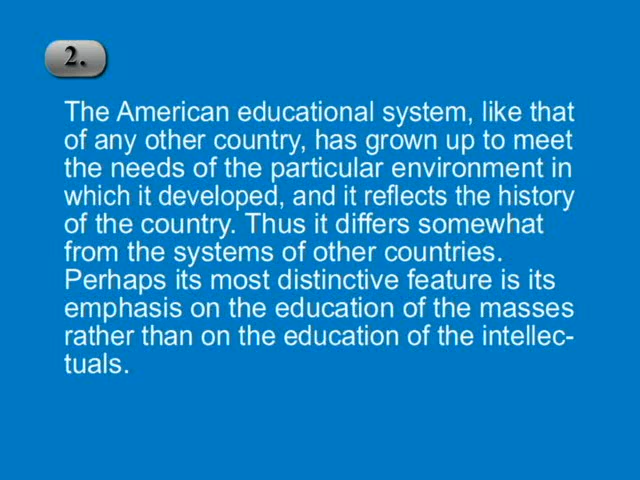 2.
The American educational system, like that
of any other country, has grown up to meet
the needs of the particular environment in
which it developed, and it reflects the history
of the country. Thus it differs somewhat
from the systems of other countries.
Perhaps its most distinctive feature is its
emphasis on the education of the masses
rather than on the education of the intellec-
tuals.